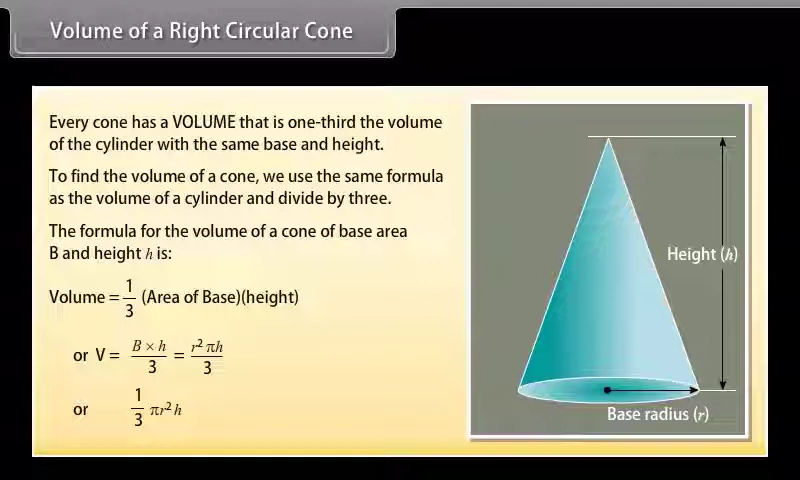 Volume of a Right Circular Cone
Every cone has a VOLUME that is one-third the volume
of the cylinder with the same base and height.
To find the volume of a cone, we use the same formula
as the volume of a cylinder and divide by three.
The formula for the volume of a cone of base area
B and height h is:
Volume = 1/3 (Area of Base)(height)
or V = B × h/3 = r² πh/3
or 1/3 πr² h
Height (h)
Base radius (r)